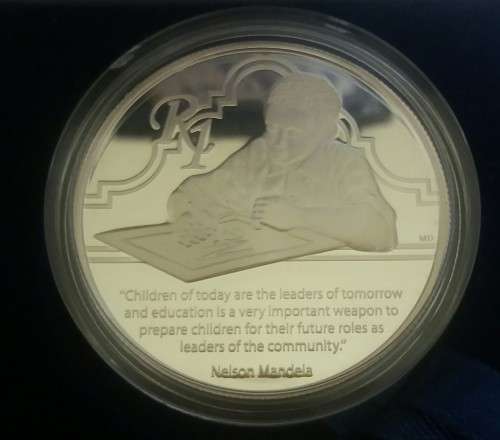 R1
MD
"Children of today are the leaders of tomorrow
and education is a very important weapon to
prepare children for their future roles as
leaders of the community."
Nelson Mandela